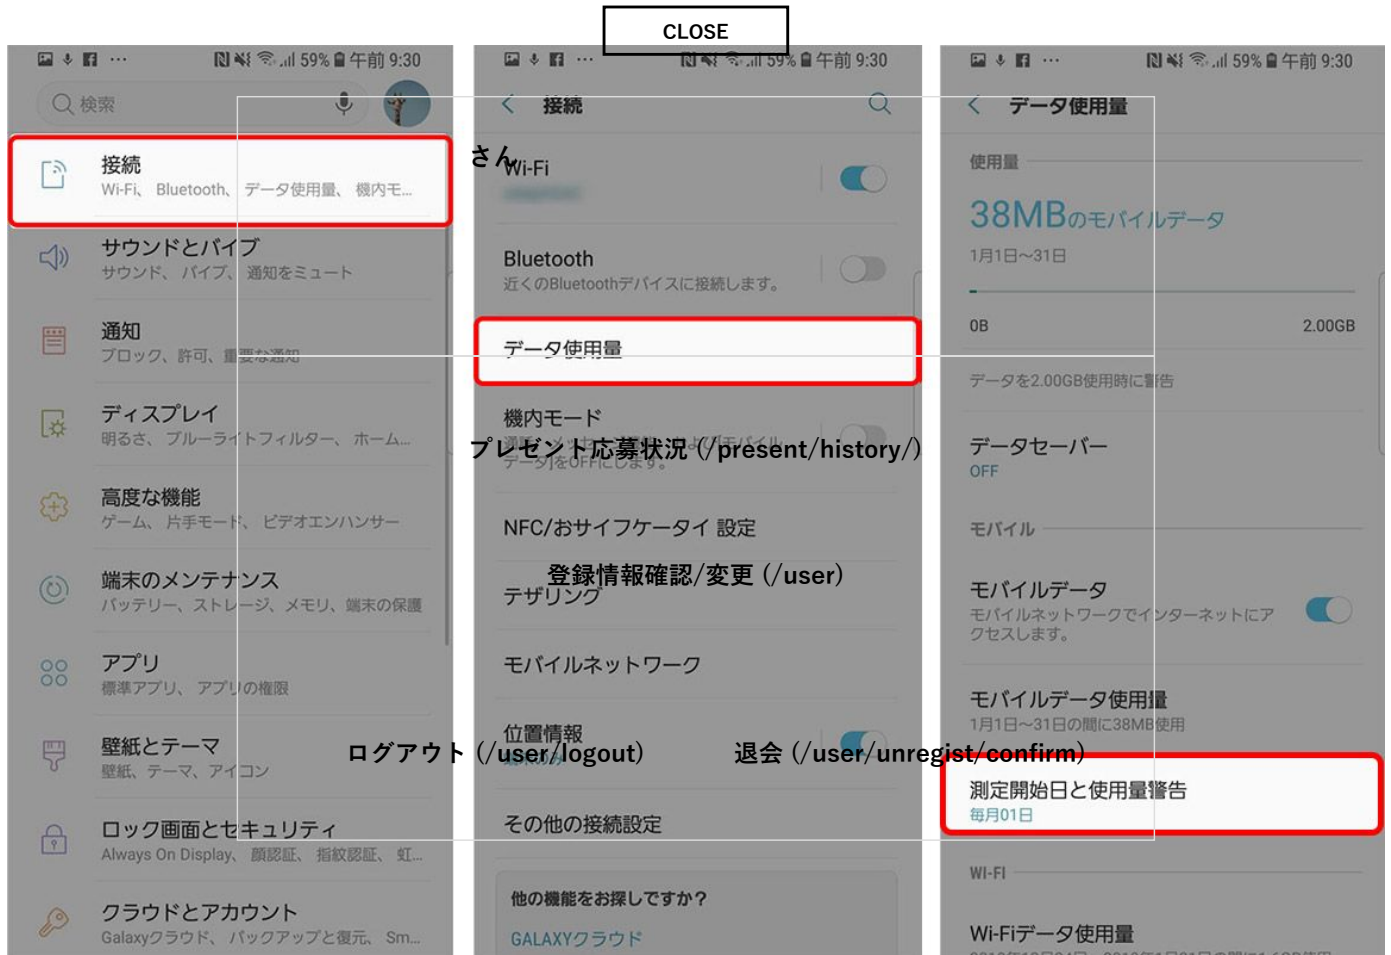 CLOSE
59% 午前 9:30
検索
接続
Wi-Fi、 Bluetooth、 データ使用量、 機内モ...
サウンドとバイブ
サウンド、 バイブ、 通知をミュート
通知
ブロック、許可、重要な通知
ディスプレイ
明るさ、 ブルーライトフィルター、 ホーム...
高度な機能
ゲーム、 片手モード、 ビデオエンハンサー
端末のメンテナンス
バッテリー、ストレージ、メモリ、端末の保護
アプリ
標準アプリ、 アプリの権限
壁紙とテーマ
壁紙、テーマ、アイコン
ロック画面とセキュリティ
Always On Display、 顔認証、 指紋認証、 虹...
クラウドとアカウント
Galaxyクラウド、 バックアップと復元、 Sm...
59% 午前 9:30
接続
さん
Wi-Fi
Bluetooth
近くのBluetoothデバイスに接続します。
データ使用量
機内モード
プレゼント応募状況 (/present/history/)
データ]をOFFにします。
NFC/おサイフケータイ 設定
登録情報確認/変更 (/user)
テザリング
モバイルネットワーク
位置情報
ログアウト (/user/logout)
退会 (/user/unregist/confirm)
その他の接続設定
他の機能をお探しですか？
GALAXYクラウド
59% 午前 9:30
データ使用量
使用量
38MBのモバイルデータ
1月1日～31日
0B 2.00GB
データを2.00GB使用時に警告
データセーバー
OFF
モバイル
モバイルデータ
モバイルネットワークでインターネットにア
クセスします。
モバイルデータ使用量
1月1日～31日の間に38MB使用
測定開始日と使用量警告
毎月01日
WI-FI
Wi-Fiデータ使用量